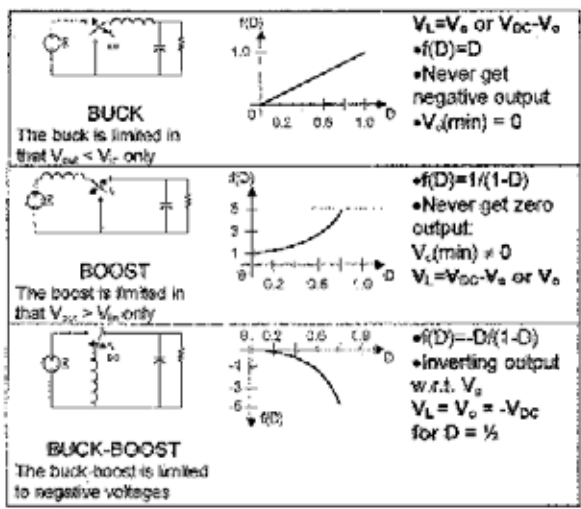 BUCK
The buck is limited in
that Vout < Vin only
f(D)
1.0
0.2 0.6 1.0 D
VL=Vo or VDC-Vo
•f(D)=D
•Never get
negative output
•Vo(min) = 0
BOOST
The boost is limited in
that Vout > Vin only
f(D)
5
3
1
0.2 0.6 1.0 D
•f(D)=1/(1-D)
•Never get zero
output:
Vo(min) ≠ 0
VL=VDC-Vo or Vo
BUCK-BOOST
The buck-boost is limited
to negative voltages
0.2 0.6 D
-1
-3
-5
f(D)
•f(D)=-D/(1-D)
•Inverting output
w.r.t. Vg
VL = Vo = -VDC
for D = ½